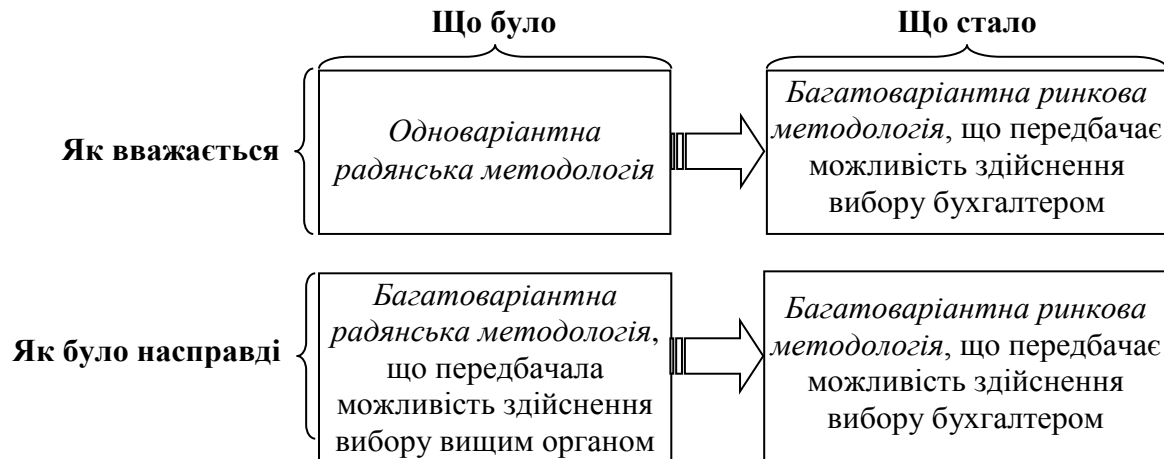 Що було
Що стало
Як вважається
Одноваріантна
радянська методологія
Багатоваріантна ринкова
методологія, що передбачає
можливість здійснення
вибору бухгалтером
Як було насправді
Багатоваріантна
радянська методологія,
що передбачала
можливість здійснення
вибору вищим органом
Багатоваріантна ринкова
методологія, що передбачає
можливість здійснення
вибору бухгалтером